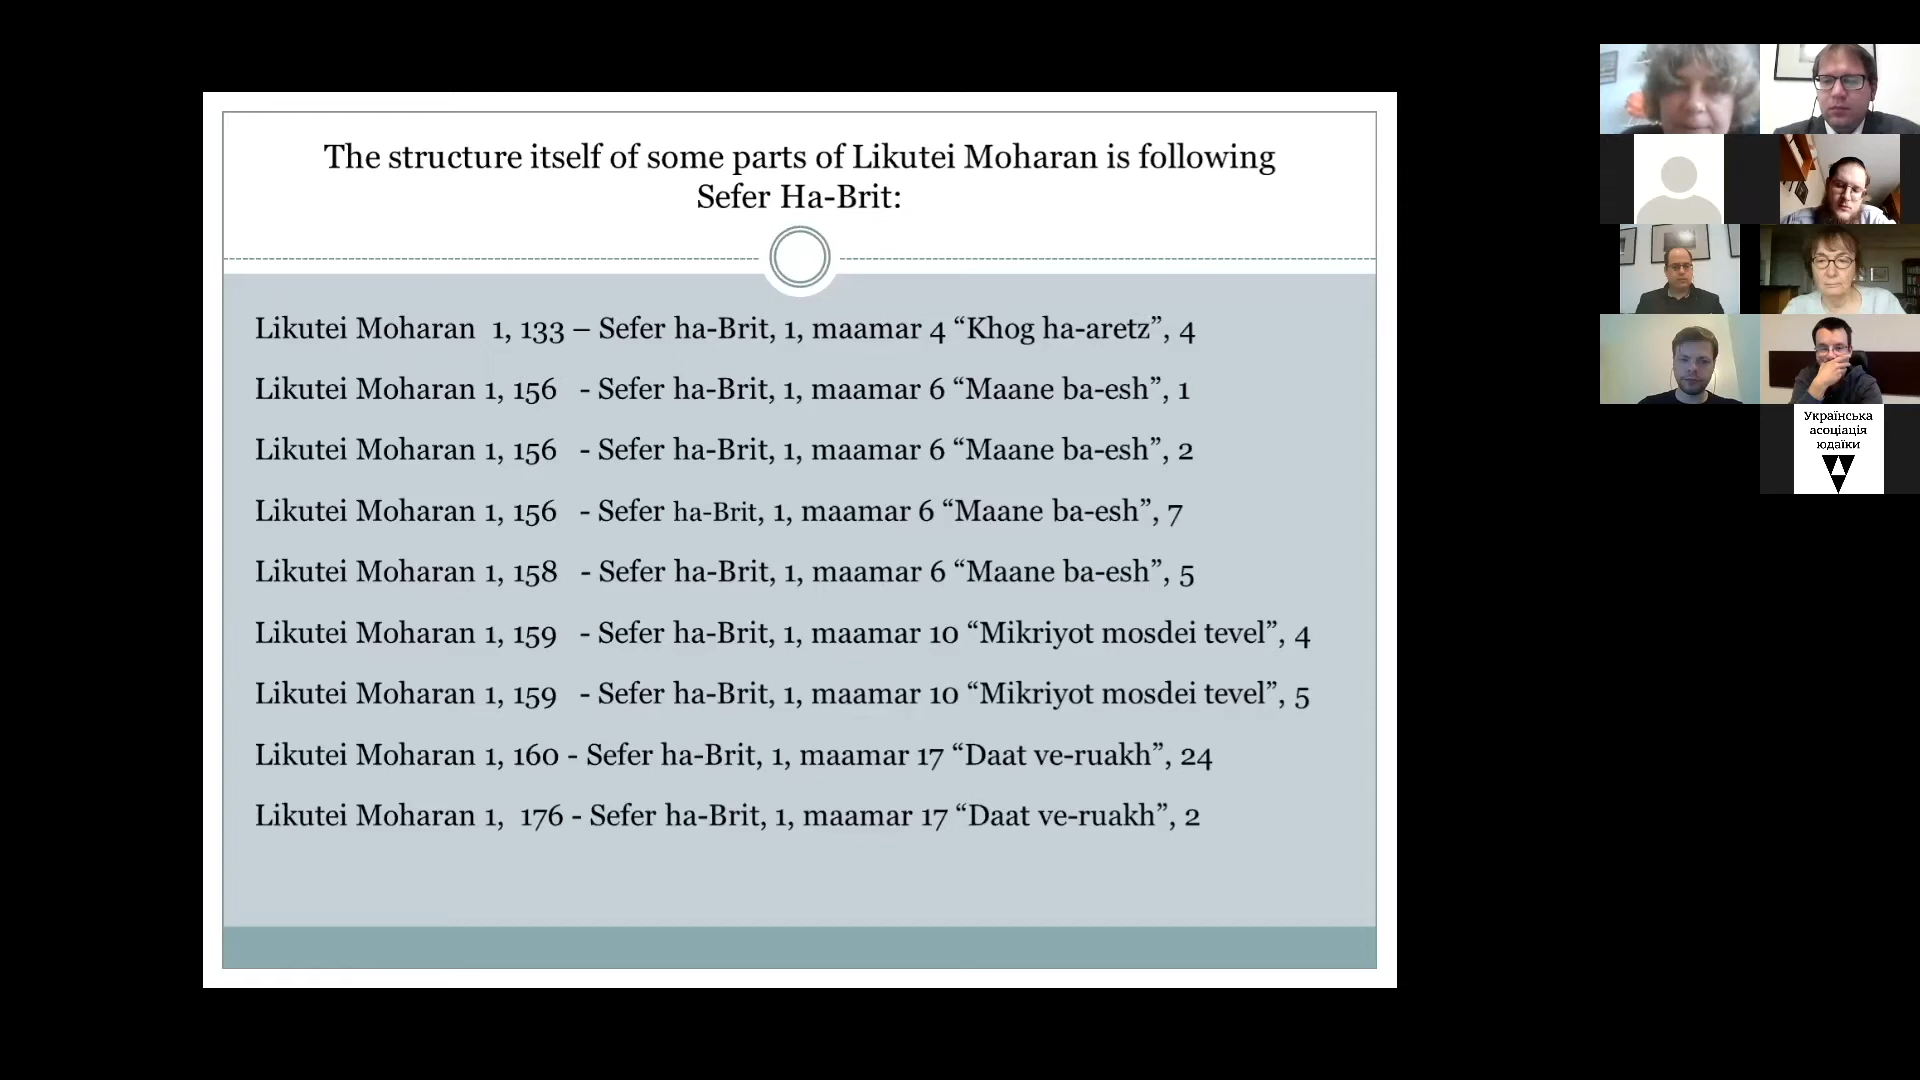 The structure itself of some parts of Likutei Moharan is following
Sefer Ha-Brit:
Likutei Moharan  1, 133 – Sefer ha-Brit, 1, maamar 4 “Khog ha-aretz”, 4
Likutei Moharan 1, 156   - Sefer ha-Brit, 1, maamar 6 “Maane ba-esh”, 1
Likutei Moharan 1, 156   - Sefer ha-Brit, 1, maamar 6 “Maane ba-esh”, 2
Likutei Moharan 1, 156   - Sefer ha-Brit, 1, maamar 6 “Maane ba-esh”, 7
Likutei Moharan 1, 158   - Sefer ha-Brit, 1, maamar 6 “Maane ba-esh”, 5
Likutei Moharan 1, 159   - Sefer ha-Brit, 1, maamar 10 “Mikriyot mosdei tevel”, 4
Likutei Moharan 1, 159   - Sefer ha-Brit, 1, maamar 10 “Mikriyot mosdei tevel”, 5
Likutei Moharan 1, 160 - Sefer ha-Brit, 1, maamar 17 “Daat ve-ruakh”, 24
Likutei Moharan 1,  176 - Sefer ha-Brit, 1, maamar 17 “Daat ve-ruakh”, 2
Українська
асоціація
юдаїки